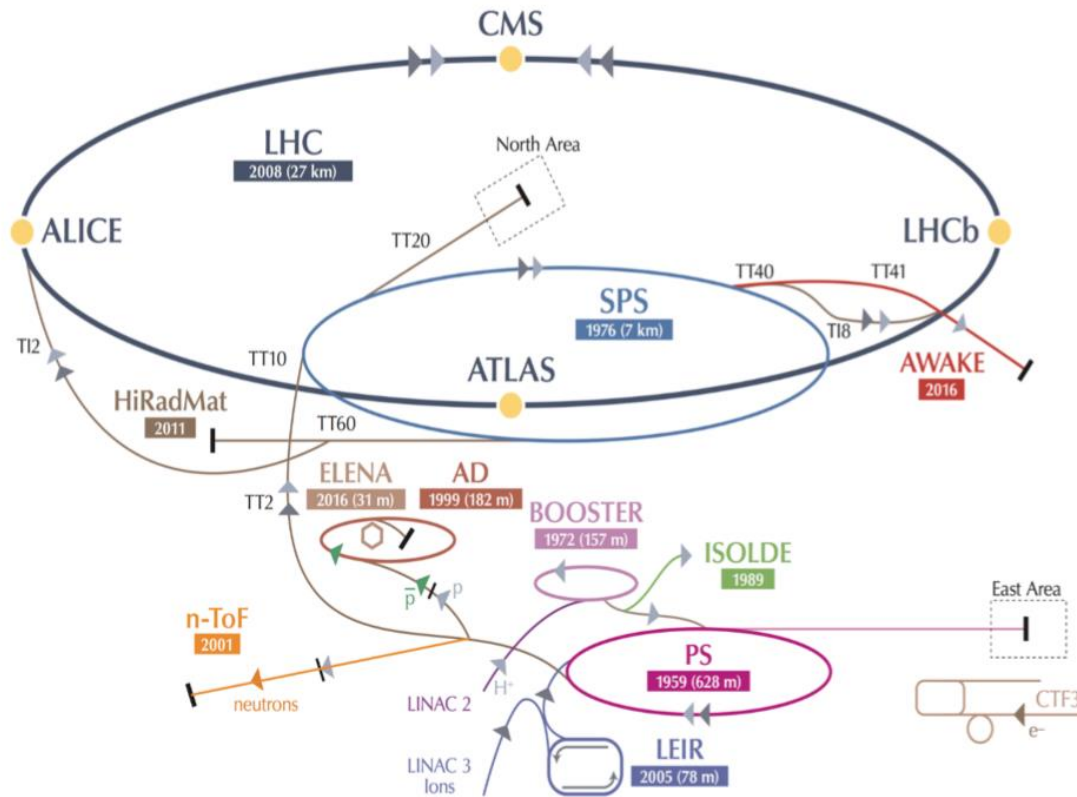 CMS
LHC
2008 (27 km)
North Area
ALICE
TT20
LHCb
TT40
TT41
SPS
1976 (7 km)
TI2
TT10
TI8
ATLAS
AWAKE
2016
HiRadMat
2011
TT60
ELENA
2016 (31 m)
AD
1999 (182 m)
TT2
BOOSTER
1972 (157 m)
ISOLDE
1989
p̅
p
East Area
n-ToF
2001
PS
1959 (628 m)
neutrons
LINAC 2
H⁺
CTF3
e⁻
LEIR
2005 (78 m)
LINAC 3
Ions